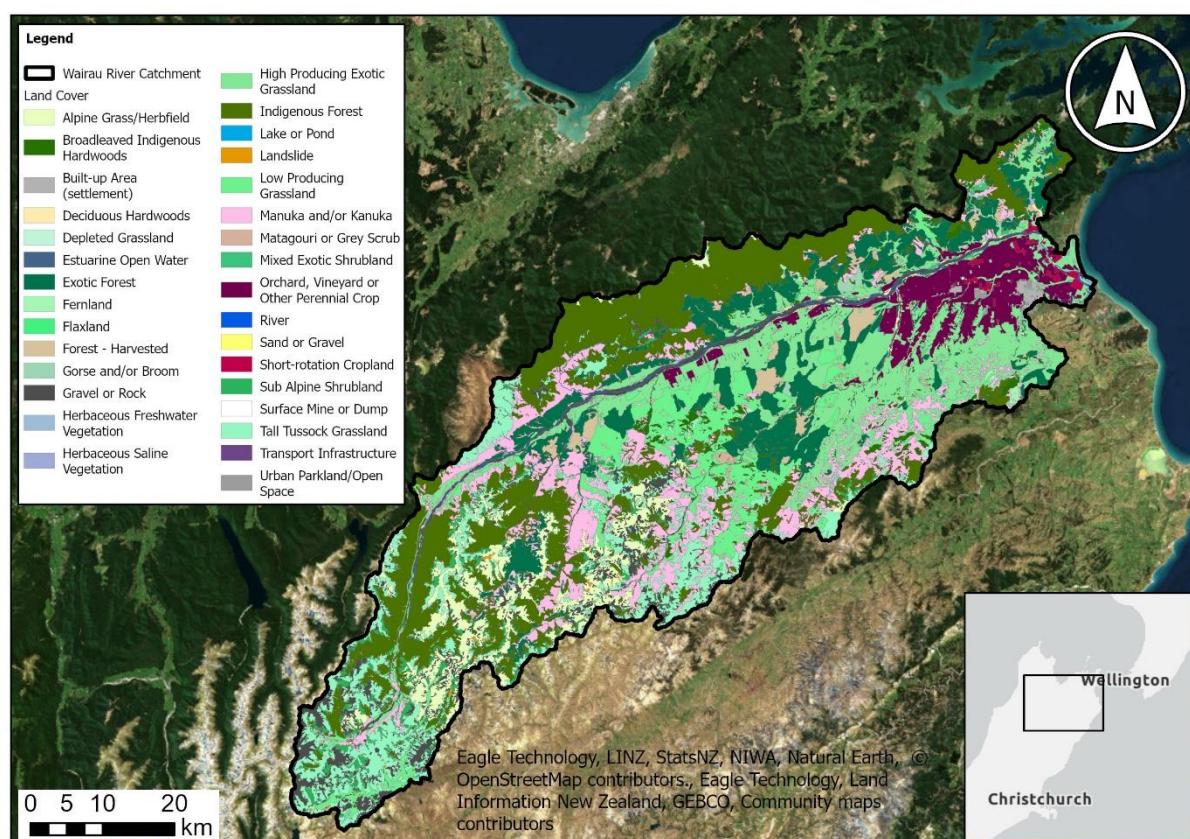 Legend
Wairau River Catchment
Land Cover
Alpine Grass/Herbfield
Broadleaved Indigenous
Hardwoods
Built-up Area
(settlement)
Deciduous Hardwoods
Depleted Grassland
Estuarine Open Water
Exotic Forest
Fernland
Flaxland
Forest - Harvested
Gorse and/or Broom
Gravel or Rock
Herbaceous Freshwater
Vegetation
Herbaceous Saline
Vegetation
High Producing Exotic
Grassland
Indigenous Forest
Lake or Pond
Landslide
Low Producing
Grassland
Manuka and/or Kanuka
Matagouri or Grey Scrub
Mixed Exotic Shrubland
Orchard, Vineyard or
Other Perennial Crop
River
Sand or Gravel
Short-rotation Cropland
Sub Alpine Shrubland
Surface Mine or Dump
Tall Tussock Grassland
Transport Infrastructure
Urban Parkland/Open
Space
N
Wellington
Christchurch
Eagle Technology, LINZ, StatsNZ, NIWA, Natural Earth, ©
OpenStreetMap contributors., Eagle Technology, Land
Information New Zealand, GEBCO, Community maps
contributors
0 5 10 20
km